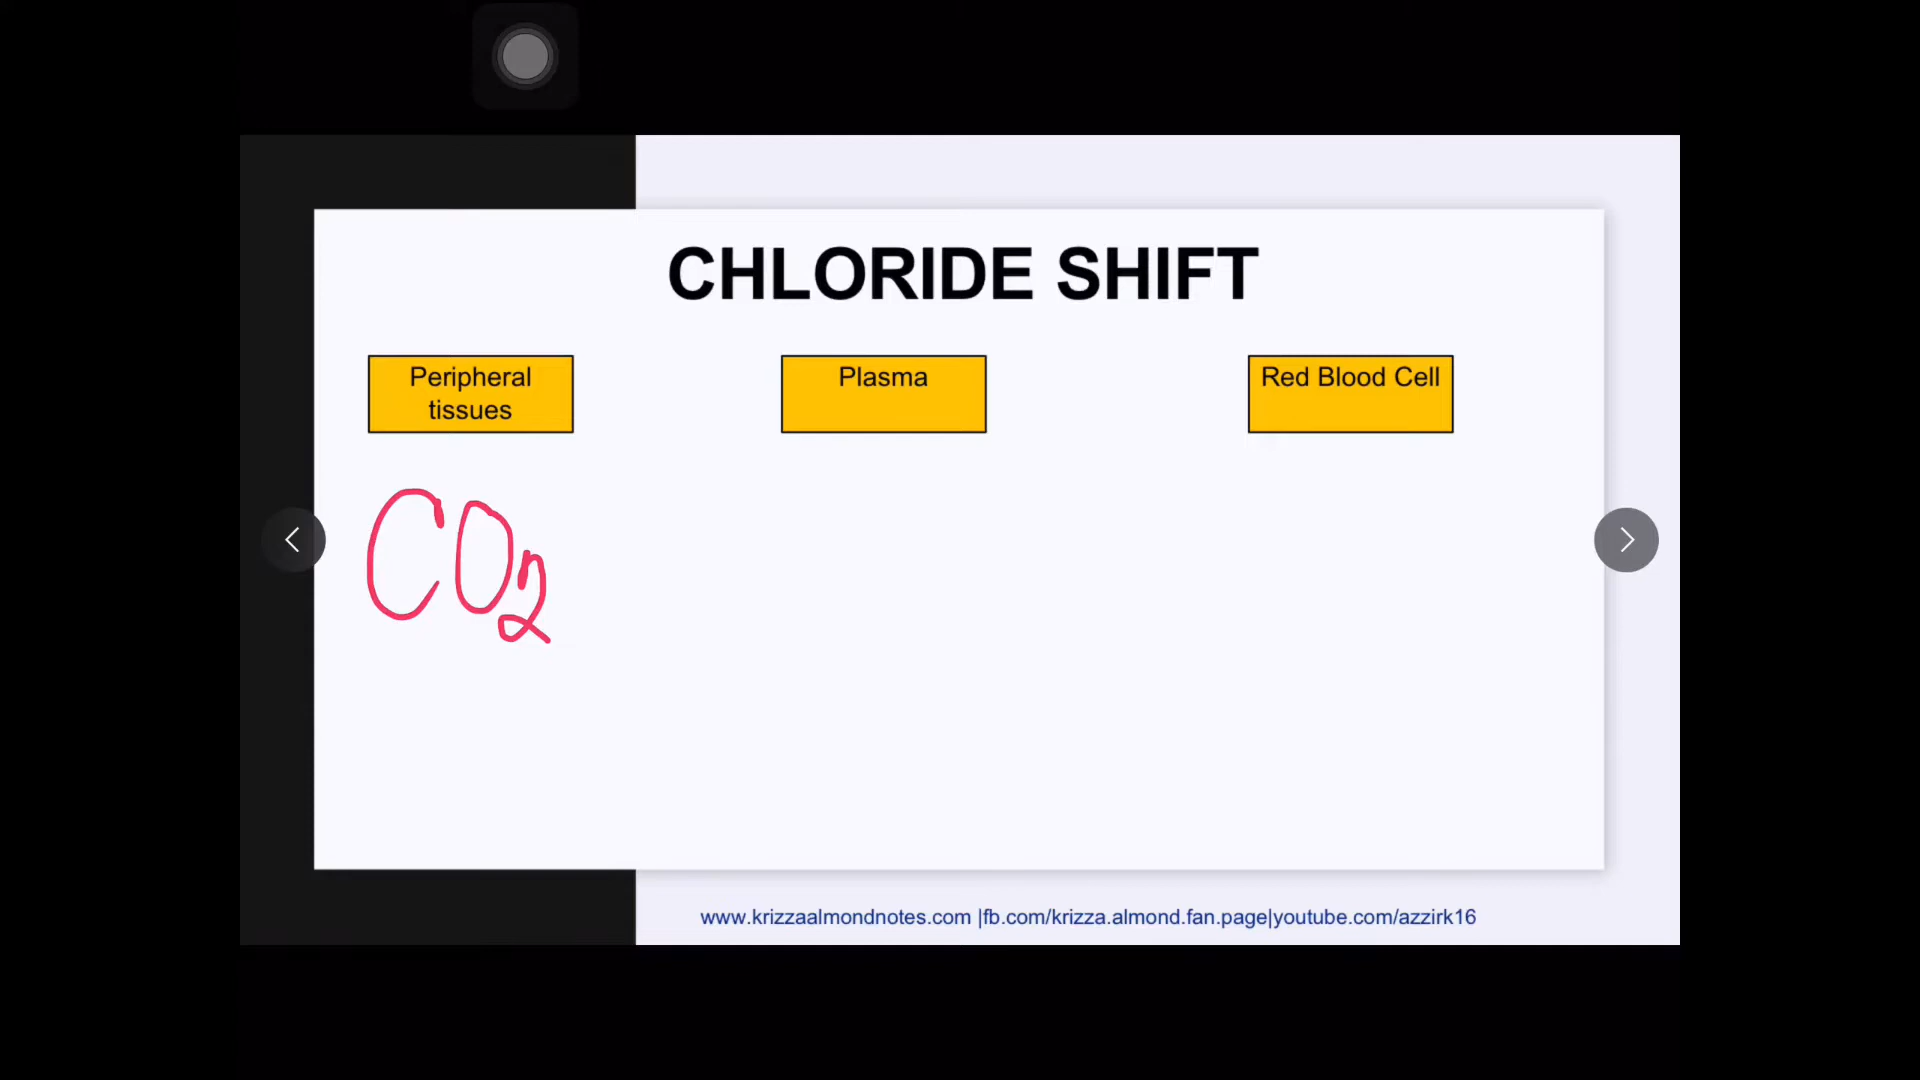 CHLORIDE SHIFT
Peripheral
tissues
Plasma
Red Blood Cell
CO2
www.krizzaalmondnotes.com |fb.com/krizza.almond.fan.page|youtube.com/azzirk16